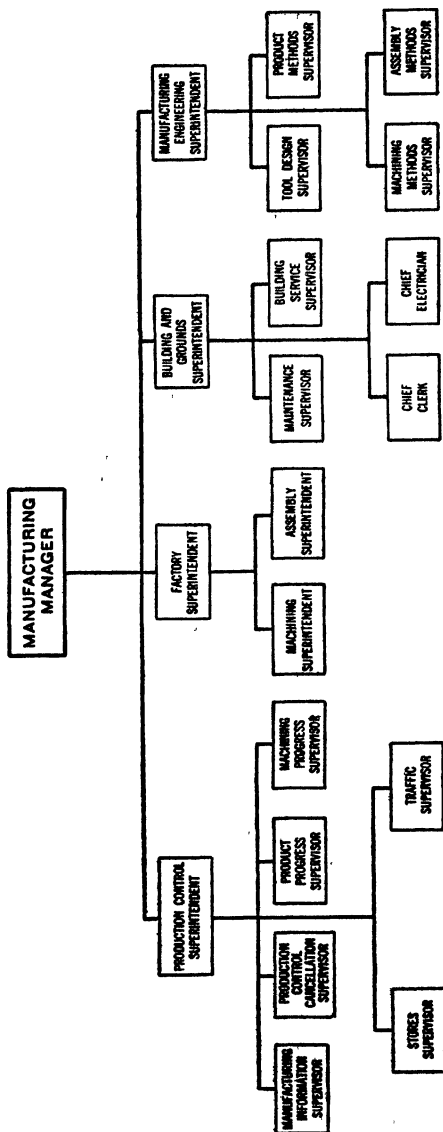 MANUFACTURING
MANAGER
PRODUCTION CONTROL
SUPERINTENDENT
FACTORY
SUPERINTENDENT
BUILDING AND
GROUNDS
SUPERINTENDENT
MANUFACTURING
ENGINEERING
SUPERINTENDENT
MANUFACTURING
INFORMATION
SUPERVISOR
PRODUCTION
CONTROL
CANCELLATION
SUPERVISOR
PRODUCT
PROGRESS
SUPERVISOR
MACHINING
PROGRESS
SUPERVISOR
MACHINING
SUPERINTENDENT
ASSEMBLY
SUPERINTENDENT
MAINTENANCE
SUPERVISOR
BUILDING
SERVICE
SUPERVISOR
TOOL DESIGN
SUPERVISOR
PRODUCT
METHODS
SUPERVISOR
STORES
SUPERVISOR
TRAFFIC
SUPERVISOR
CHIEF
CLERK
CHIEF
ELECTRICIAN
MACHINING
METHODS
SUPERVISOR
ASSEMBLY
METHODS
SUPERVISOR